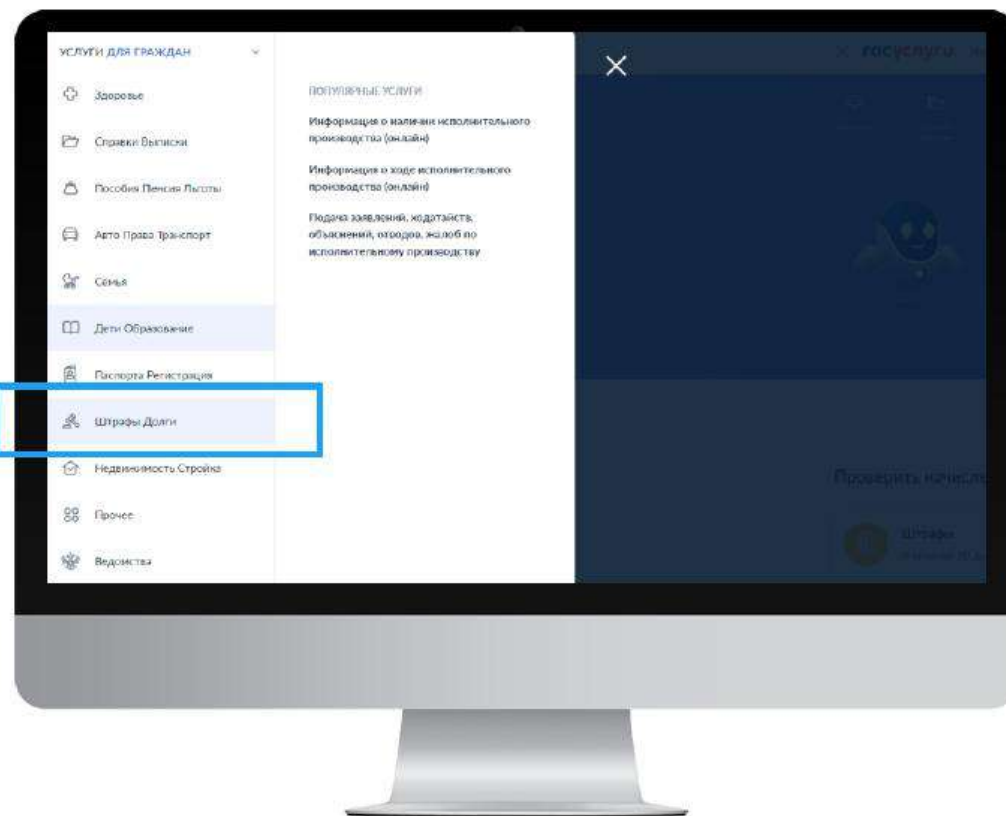 УСЛУГИ ДЛЯ ГРАЖДАН
Здоровье
Справки Выписки
Пособия Пенсия Льготы
Авто Права Транспорт
Семья
Дети Образование
Паспорта Регистрация
Штрафы Долги
Недвижимость Стройка
Прочее
Ведомства
ПОПУЛЯРНЫЕ УСЛУГИ
Информация о наличии исполнительного
производства (онлайн)
Информация о ходе исполнительного
производства (онлайн)
Подача заявлений, ходатайств,
объяснений, отводов, жалоб по
исполнительному производству
госуслуги
Проверить начисле
Штрафы